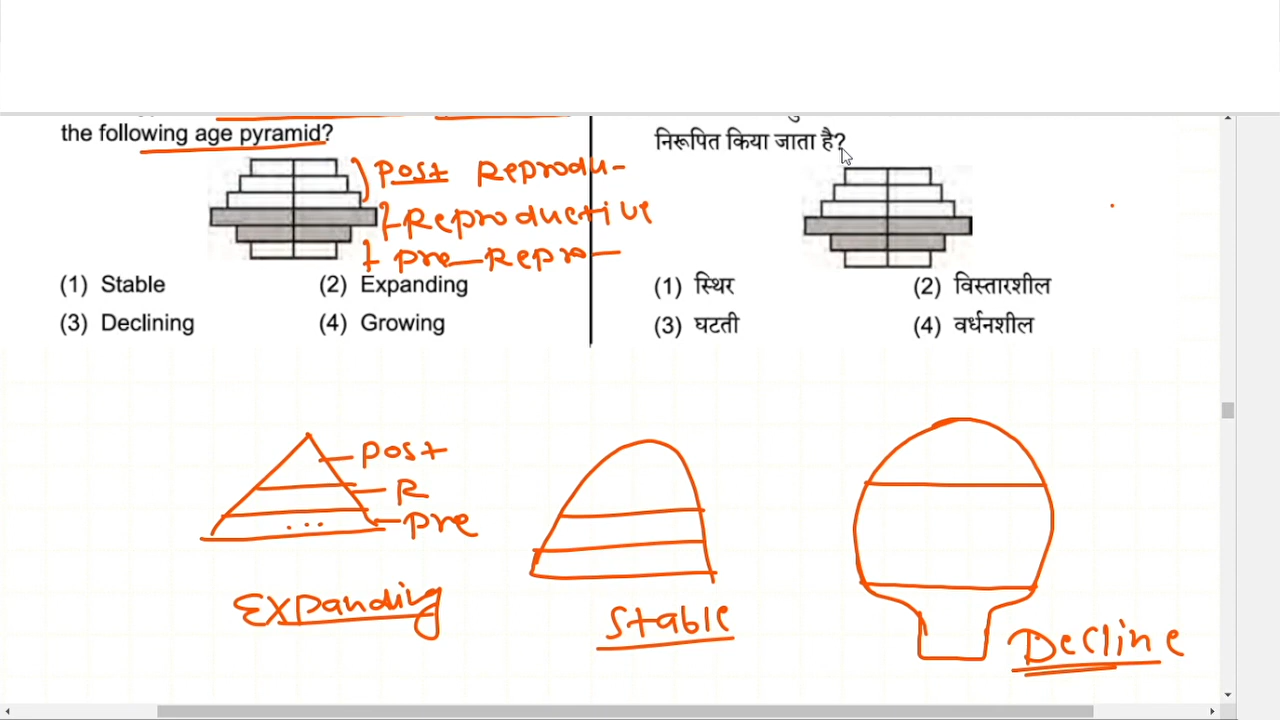 the following age pyramid?
Post Reprodu-
Reproductive
Pre-Repro-
(1) Stable
(2) Expanding
(3) Declining
(4) Growing
निरूपित किया जाता है?
(1) स्थिर
(2) विस्तारशील
(3) घटती
(4) वर्धनशील
Post
R
Pre
Expanding
Stable
Decline